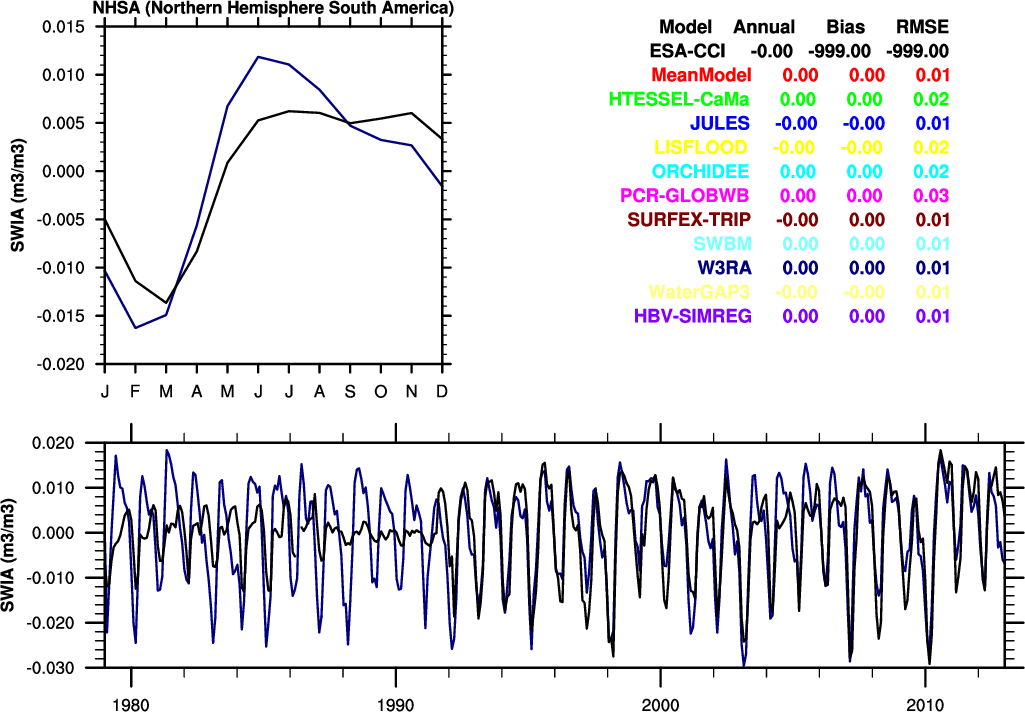 NHSA (Northern Hemisphere South America)
0.015
0.010
0.005
0.000
-0.005
-0.010
-0.015
-0.020
SWIA (m3/m3)
J F M A M J J A S O N D
Model Annual Bias RMSE
ESA-CCI -0.00 -999.00 -999.00
MeanModel 0.00 0.00 0.01
HTESSEL-CaMa 0.00 0.00 0.02
JULES -0.00 -0.00 0.01
LISFLOOD -0.00 -0.00 0.02
ORCHIDEE 0.00 0.00 0.02
PCR-GLOBWB 0.00 0.00 0.03
SURFEX-TRIP -0.00 0.00 0.01
SWBM 0.00 0.00 0.01
W3RA 0.00 0.00 0.01
WaterGAP3 -0.00 -0.00 0.01
HBV-SIMREG 0.00 0.00 0.01
0.020
0.010
0.000
-0.010
-0.020
-0.030
SWIA (m3/m3)
1980 1990 2000 2010